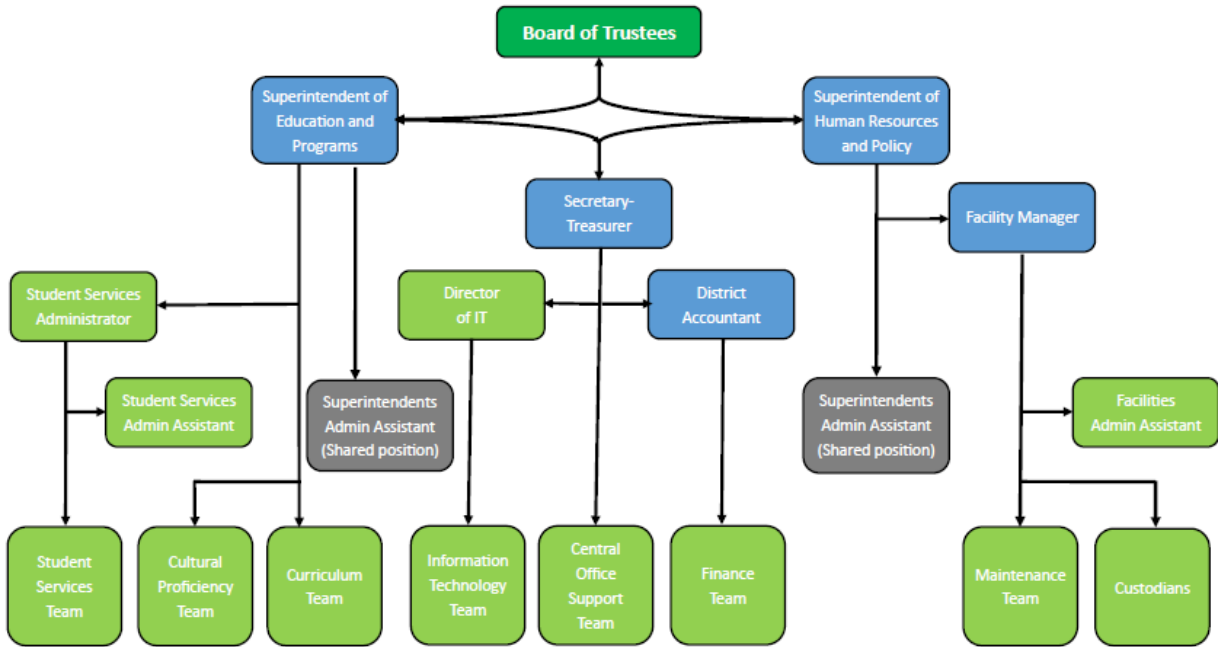 Board of Trustees
Superintendent of
Education and
Programs
Superintendent of
Human Resources
and Policy
Secretary-
Treasurer
Facility Manager
Student Services
Administrator
Director
of IT
District
Accountant
Student Services
Admin Assistant
Superintendents
Admin Assistant
(Shared position)
Superintendents
Admin Assistant
(Shared position)
Facilities
Admin Assistant
Student
Services
Team
Cultural
Proficiency
Team
Curriculum
Team
Information
Technology
Team
Central
Office
Support
Team
Finance
Team
Maintenance
Team
Custodians